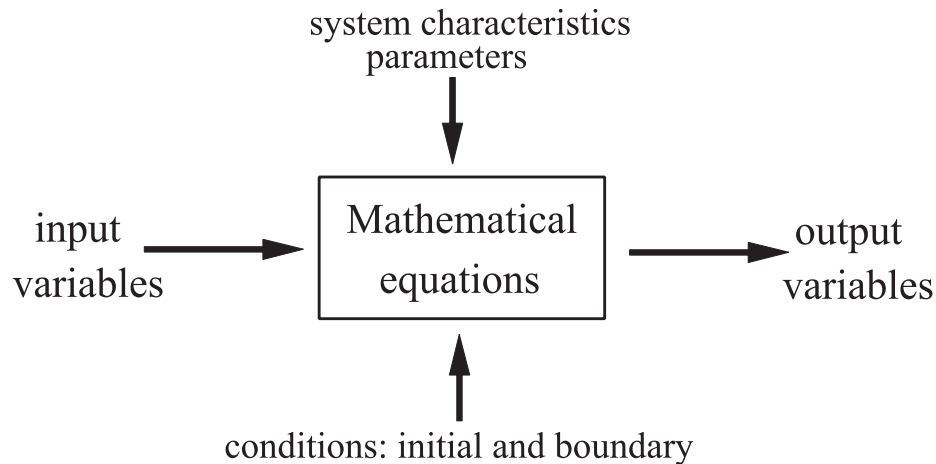 system characteristics
parameters
input
variables
Mathematical
equations
output
variables
conditions: initial and boundary